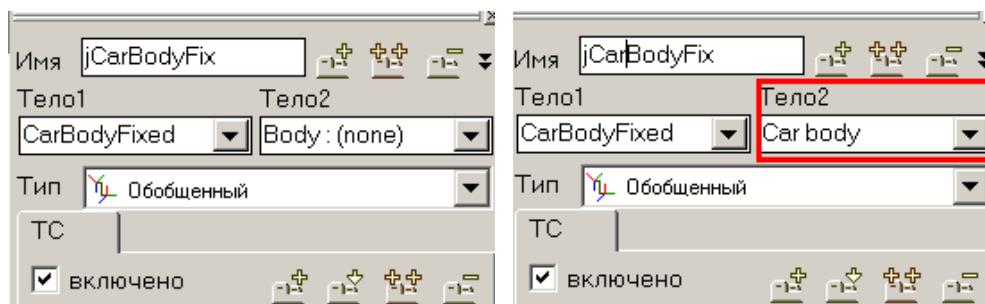 Имя jCarBodyFix
Тело1 Тело2
CarBodyFixed Body : (none)
Тип Обобщенный
ТС
включено
Имя jCarBodyFix
Тело1 Тело2
CarBodyFixed Car body
Тип Обобщенный
ТС
включено